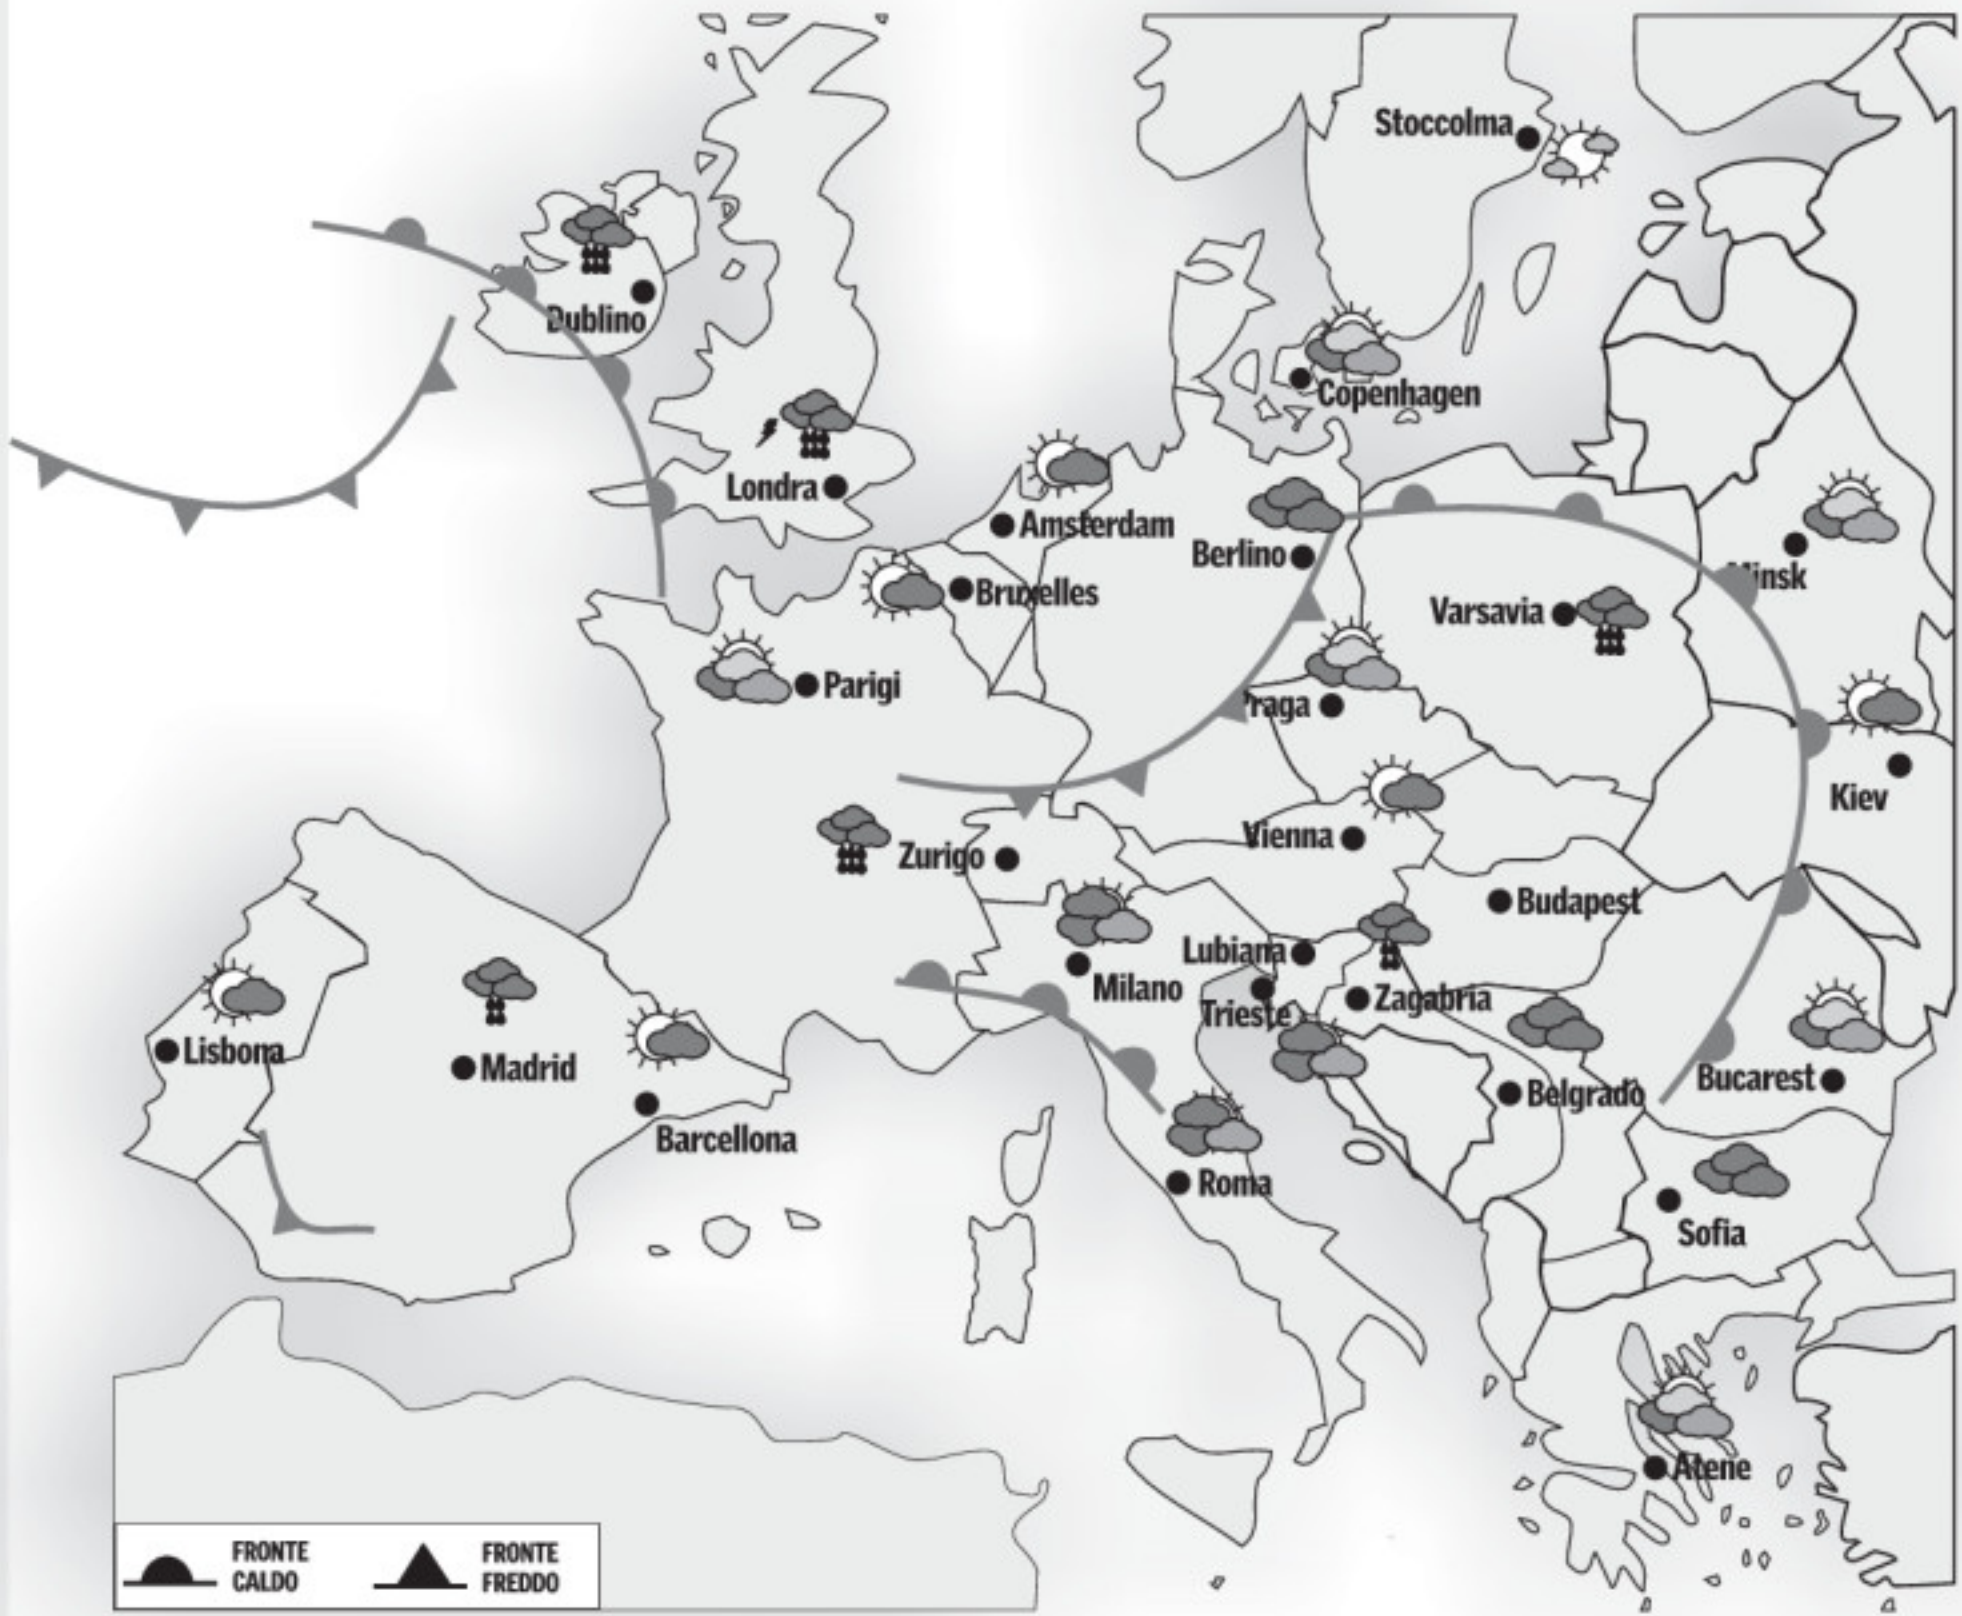 Stoccolma
Dublino
Copenhagen
Londra
Amsterdam
Berlino
Minsk
Bruxelles
Varsavia
Parigi
Praga
Kiev
Vienna
Zurigo
Budapest
Lubiana
Milano
Zagabria
Trieste
Lisbona
Madrid
Bucarest
Belgrado
Barcellona
Roma
Sofia
Atene
FRONTE
CALDO
FRONTE
FREDDO